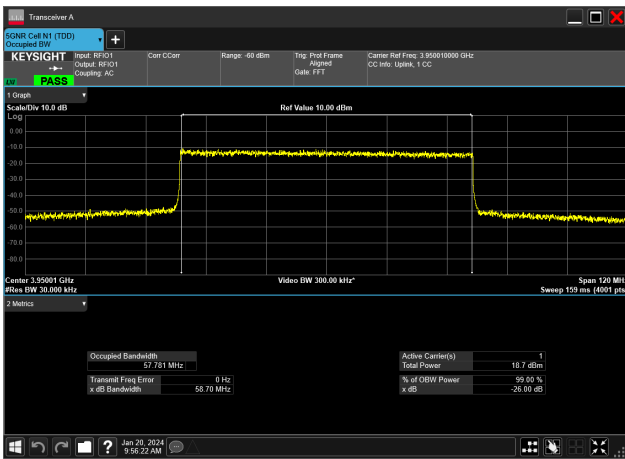 Transceiver A
5GNR Cell N1 (TDD)
Occupied BW
KEYSIGHT
Input: RFIO1
Output: RFIO1
Coupling: AC
Corr CCorr
Range: -60 dBm
Trig: Prot Frame
Aligned
Gate: FFT
Carrier Ref Freq: 3.950010000 GHz
CC Info: Uplink, 1 CC
PASS
1 Graph
Scale/Div 10.0 dB
Ref Value 10.00 dBm
Log
0.00
-10.0
-20.0
-30.0
-40.0
-50.0
-60.0
-70.0
-80.0
Center 3.95001 GHz
Video BW 300.00 kHz*
Span 120 MHz
#Res BW 30.000 kHz
Sweep 159 ms (4001 pts
2 Metrics
Occupied Bandwidth
57.781 MHz
Transmit Freq Error 0 Hz
x dB Bandwidth 58.70 MHz
Active Carrier(s) 1
Total Power 18.7 dBm
% of OBW Power 99.00 %
x dB -26.00 dB
Jan 20, 2024
9:56:22 AM